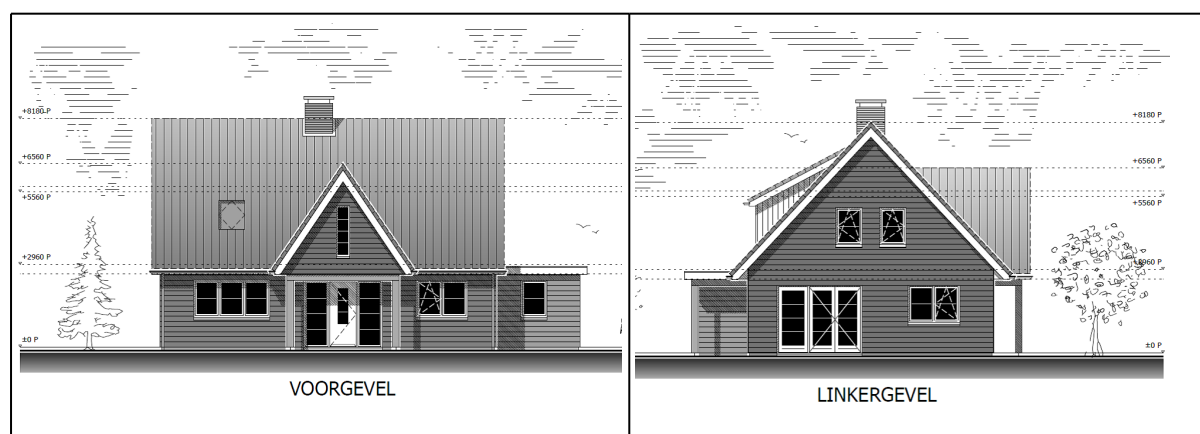 +8180 P
+6560 P
+5560 P
+2960 P
±0 P
VOORGEVEL
+8180 P
+6560 P
+5560 P
+2960 P
±0 P
LINKERGEVEL